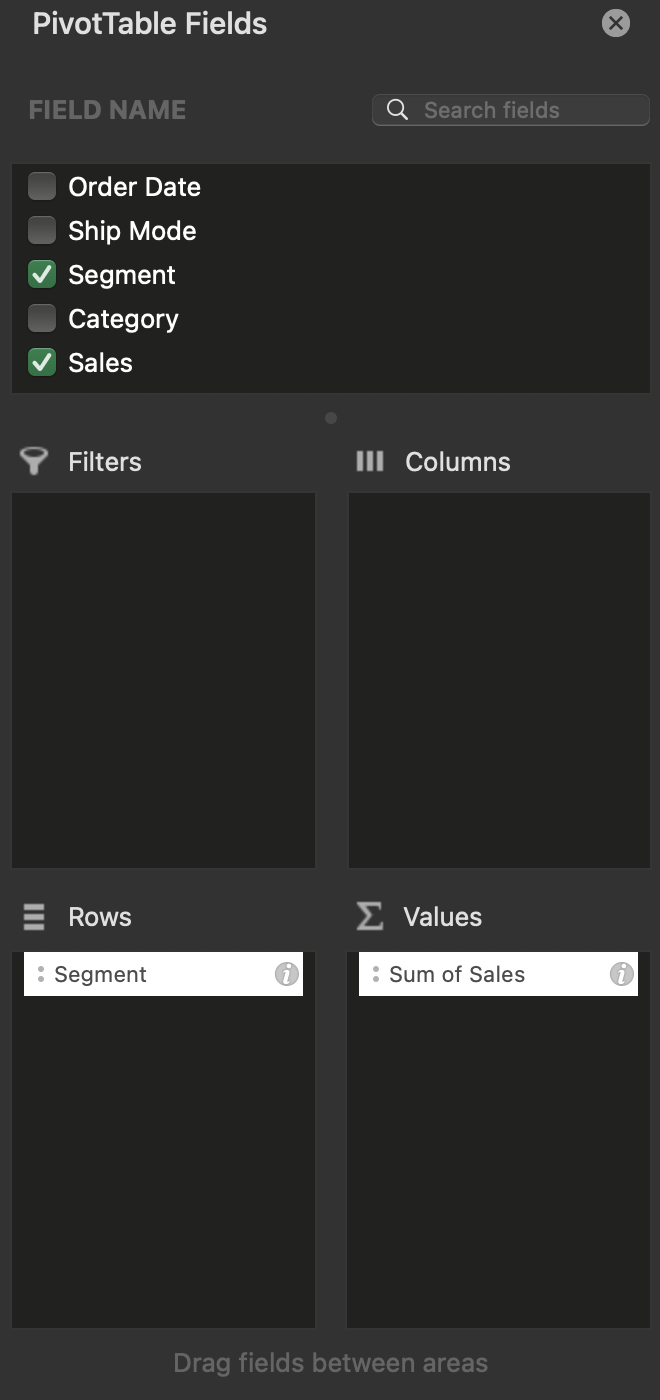 PivotTable Fields
FIELD NAME
Search fields
Order Date
Ship Mode
Segment
Category
Sales
Filters
Columns
Rows
Values
Segment
Sum of Sales
Drag fields between areas